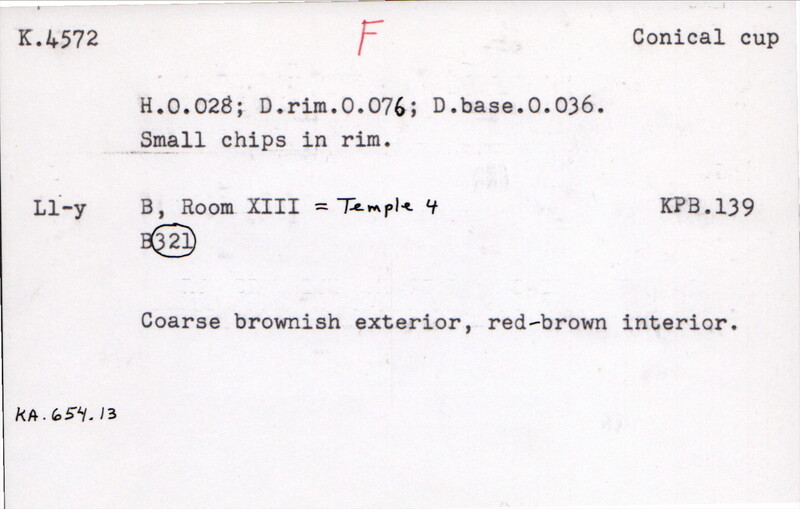 K.4572 F Conical cup
H.0.028; D.rim.0.076; D.base.0.036.
Small chips in rim.
Ll-y B, Room XIII = Temple 4 KPB.139
B321
Coarse brownish exterior, red-brown interior.
KA.654.13